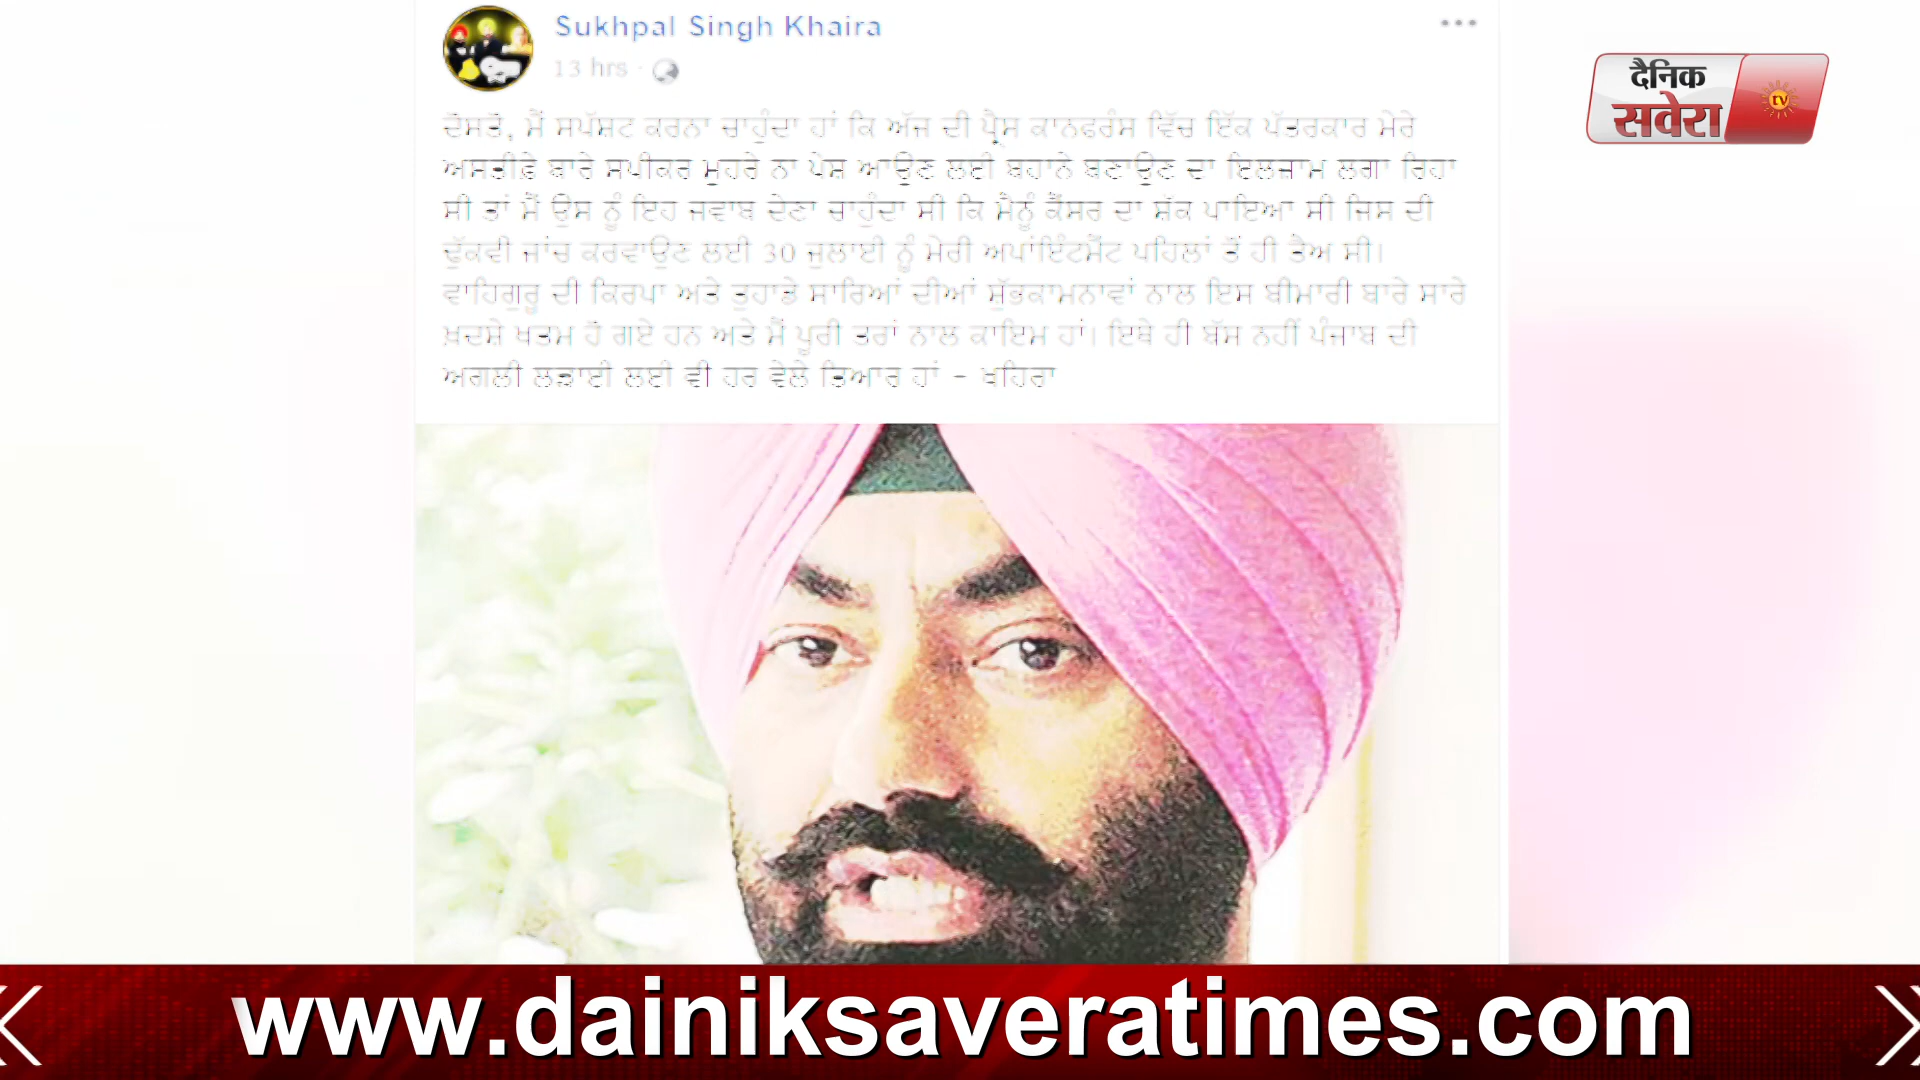 Sukhpal Singh Khaira
13 hrs ·
ਦੋਸਤੋ, ਮੈਂ ਸਪੱਸ਼ਟ ਕਰਨਾ ਚਾਹੁੰਦਾ ਹਾਂ ਕਿ ਅੱਜ ਦੀ ਪ੍ਰੈਸ ਕਾਨਫਰੰਸ ਵਿੱਚ ਇੱਕ ਪੱਤਰਕਾਰ ਮੇਰੇ
ਅਸਤੀਫ਼ੇ ਬਾਰੇ ਸਪੀਕਰ ਮੂਹਰੇ ਨਾ ਪੇਸ਼ ਆਉਣ ਲਈ ਬਹਾਨੇ ਬਣਾਉਣ ਦਾ ਇਲਜ਼ਾਮ ਲਗਾ ਰਿਹਾ
ਸੀ ਤਾਂ ਮੈਂ ਉਸ ਨੂੰ ਇਹ ਜਵਾਬ ਦੇਣਾ ਚਾਹੁੰਦਾ ਸੀ ਕਿ ਮੈਨੂੰ ਕੈਂਸਰ ਦਾ ਸ਼ੱਕ ਪਾਇਆ ਸੀ ਜਿਸ ਦੀ
ਢੁੱਕਵੀ ਜਾਂਚ ਕਰਵਾਉਣ ਲਈ 30 ਜੁਲਾਈ ਨੂੰ ਮੇਰੀ ਅਪਾਂਇੰਟਮੈਂਟ ਪਹਿਲਾਂ ਤੋਂ ਹੀ ਤੈਅ ਸੀ।
ਵਾਹਿਗੁਰੂ ਦੀ ਕਿਰਪਾ ਅਤੇ ਤੁਹਾਡੇ ਸਾਰਿਆਂ ਦੀਆਂ ਸ਼ੁੱਭਕਾਮਨਾਵਾਂ ਨਾਲ ਇਸ ਬੀਮਾਰੀ ਬਾਰੇ ਸਾਰੇ
ਖ਼ਦਸ਼ੇ ਖਤਮ ਹੋ ਗਏ ਹਨ ਅਤੇ ਮੈਂ ਪੂਰੀ ਤਰਾਂ ਨਾਲ ਕਾਇਮ ਹਾਂ। ਇਥੇ ਹੀ ਬੱਸ ਨਹੀਂ ਪੰਜਾਬ ਦੀ
ਅਗਲੀ ਲੜਾਈ ਲਈ ਵੀ ਹਰ ਵੇਲੇ ਤਿਆਰ ਹਾਂ - ਖਹਿਰਾ
दैनिक
सवेरा
tv
www.dainiksaveratimes.com